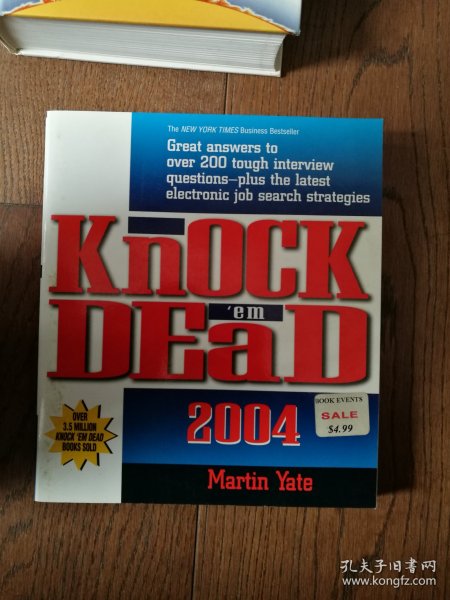 The NEW YORK TIMES Business Bestseller
Great answers to
over 200 tough interview
questions—plus the latest
electronic job search strategies
KnOCK
'em
DEaD
2004
BOOK EVENTS
SALE
$4.99
OVER
3.5 MILLION
KNOCK 'EM DEAD
BOOKS SOLD
Martin Yate
孔夫子旧书网
www.kongfz.com